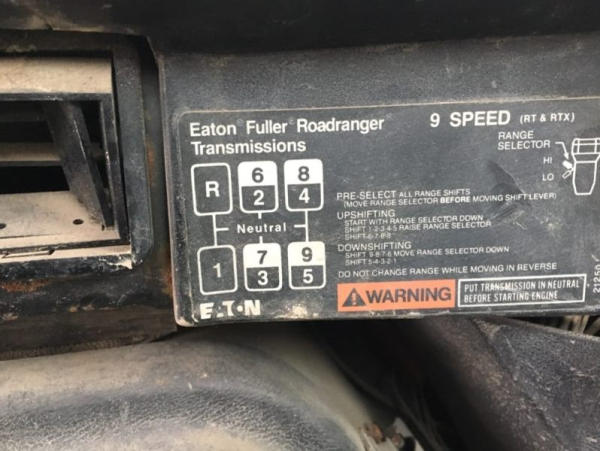 Eaton® Fuller® Roadranger
Transmissions
9 SPEED (RT & RTX)
RANGE
SELECTOR
HI
LO
R 6 8
2 4
Neutral
1 7 9
3 5
EATON
PRE-SELECT ALL RANGE SHIFTS
(MOVE RANGE SELECTOR BEFORE MOVING SHIFT LEVER)
UPSHIFTING
START WITH RANGE SELECTOR DOWN
SHIFT 1-2-3-4-5 RAISE RANGE SELECTOR
SHIFT-6-7-8-9
DOWNSHIFTING
SHIFT 9-8-7-6 MOVE RANGE SELECTOR DOWN
SHIFT 5-4-3-2-1
DO NOT CHANGE RANGE WHILE MOVING IN REVERSE
WARNING
PUT TRANSMISSION IN NEUTRAL
BEFORE STARTING ENGINE